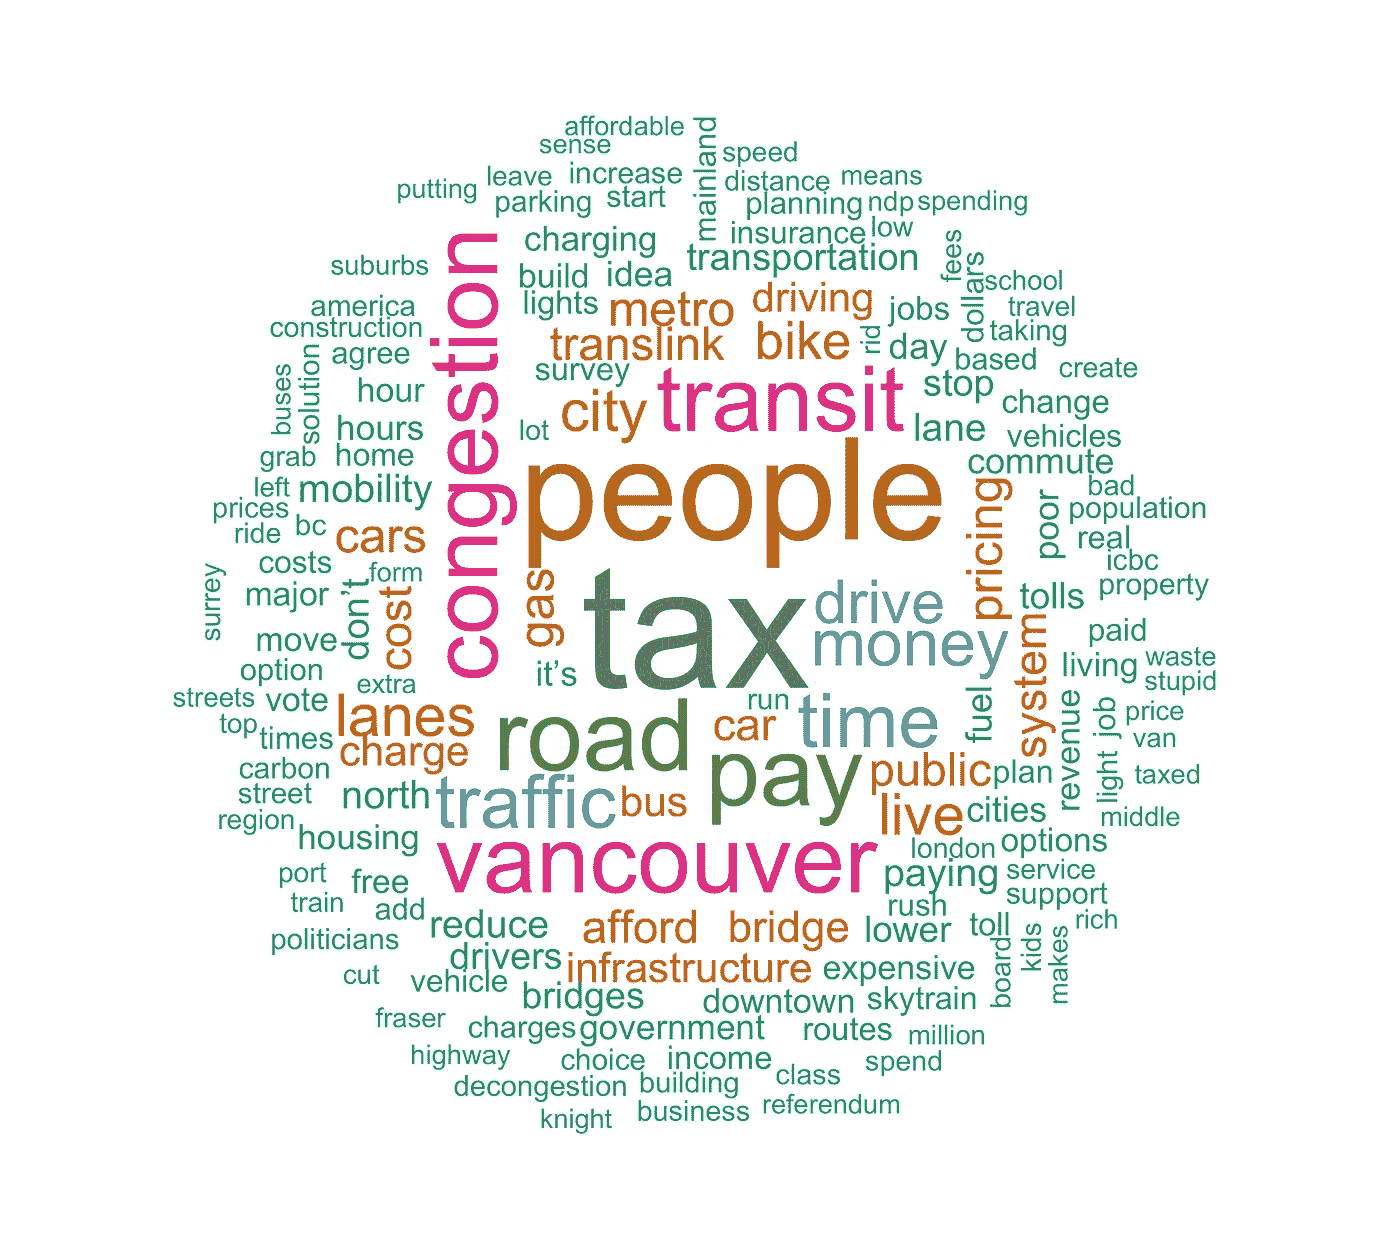 affordable
sense
mainland
speed
putting
leave
increase
distance
means
parking
start
planning
ndp
spending
charging
insurance
low
suburbs
congestion
build
idea
transportation
fees
dollars
school
america
lights
metro
driving
jobs
travel
construction
translink
bike
rid
day
taking
agree
solution
buses
survey
transit
based
create
hour
city
stop
change
hours
lot
lane
vehicles
grab
home
people
commute
left
mobility
pricing
poor
bad
prices
population
ride
bc
cars
real
costs
form
icbc
surrey
major
don’t
cost
gas
tax
drive
tolls
property
move
money
system
paid
option
it’s
living
waste
streets
vote
extra
run
fuel
stupid
top
times
lanes
road
car
time
revenue
light
job
price
charge
van
carbon
pay
public
plan
taxed
street
north
traffic
bus
live
cities
middle
region
housing
vancouver
london
options
port
free
paying
service
train
add
rush
support
politicians
reduce
afford
bridge
lower
toll
rich
drivers
infrastructure
expensive
board
kids
makes
cut
vehicle
bridges
downtown
skytrain
fraser
charges
government
routes
million
highway
choice
income
spend
decongestion
building
class
knight
business
referendum